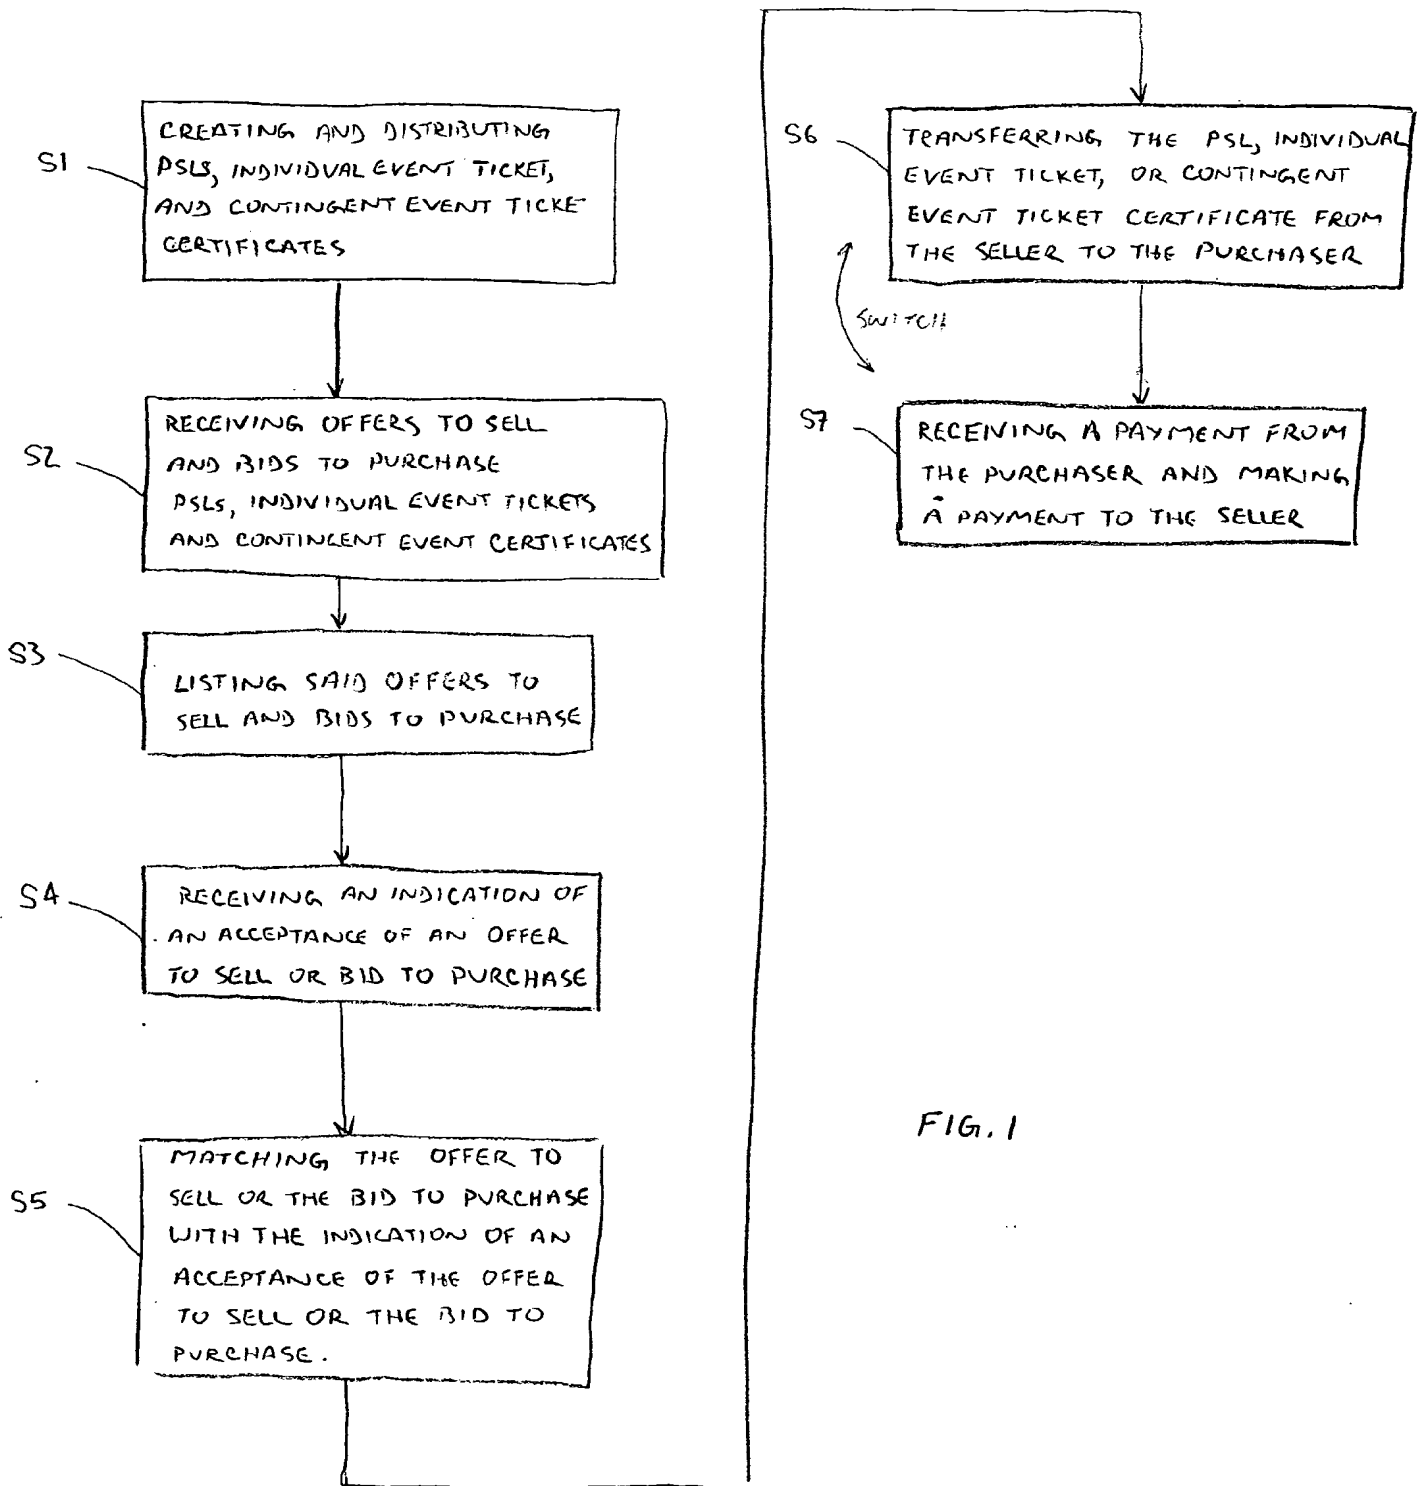 S1
CREATING AND DISTRIBUTING
PSLS, INDIVIDUAL EVENT TICKET,
AND CONTINGENT EVENT TICKE
CERTIFICATES
S2
RECEIVING OFFERS TO SELL
AND BIDS TO PURCHASE
PSLS, INDIVIDUAL EVENT TICKETS
AND CONTINGENT EVENT CERTIFICATES
S3
LISTING SAID OFFERS TO
SELL AND BIDS TO PURCHASE
S4
RECEIVING AN INDICATION OF
AN ACCEPTANCE OF AN OFFER
TO SELL OR BID TO PURCHASE
S5
MATCHING THE OFFER TO
SELL OR THE BID TO PURCHASE
WITH THE INDICATION OF AN
ACCEPTANCE OF THE OFFER
TO SELL OR THE BID TO
PURCHASE.
S6
TRANSFERRING THE PSL, INDIVIDUAL
EVENT TICKET, OR CONTINGENT
EVENT TICKET CERTIFICATE FROM
THE SELLER TO THE PURCHASER
SWITCH
S7
RECEIVING A PAYMENT FROM
THE PURCHASER AND MAKING
A PAYMENT TO THE SELLER
FIG. 1